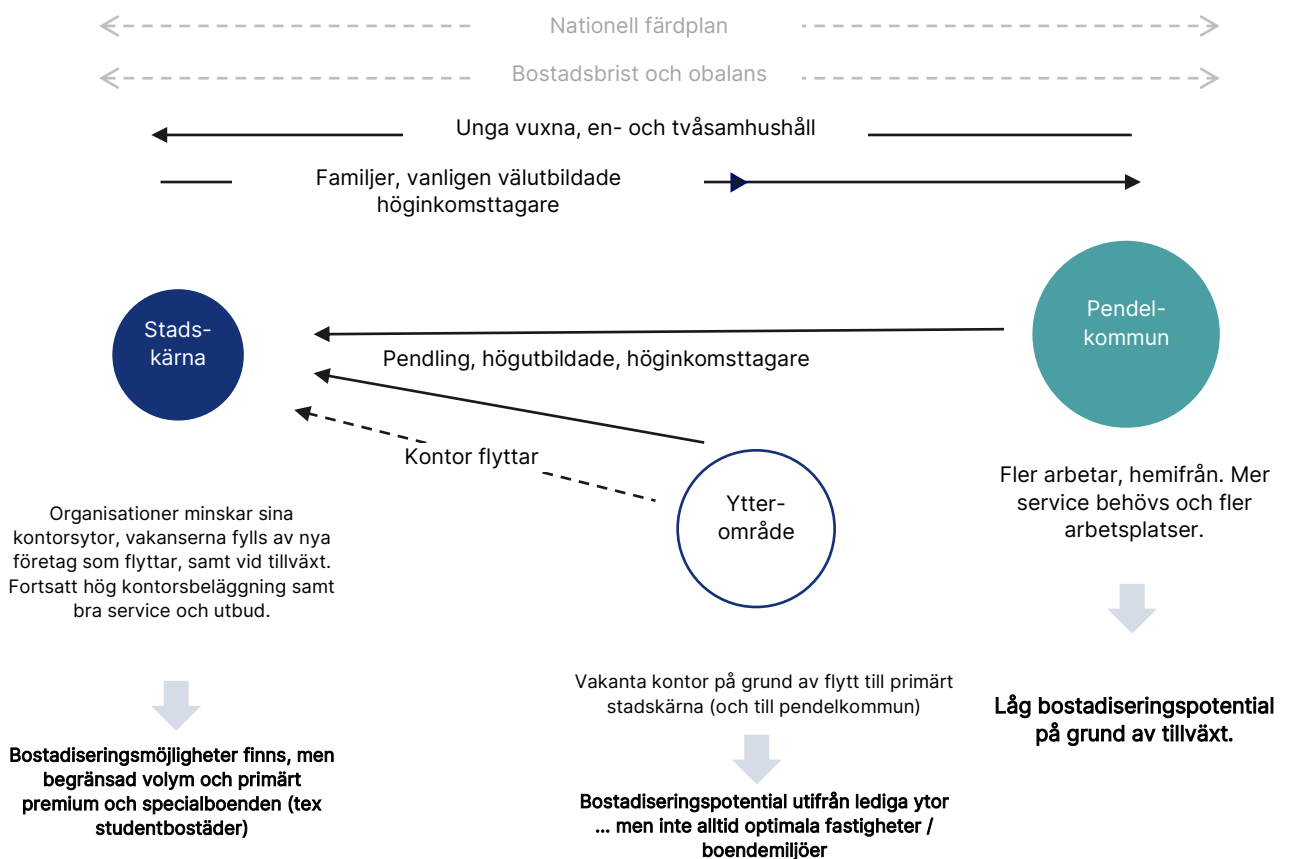 Nationell färdplan
Bostadsbrist och obalans
Unga vuxna, en- och tvåsamhushåll
Familjer, vanligen välutbildade
höginkomsttagare
Stads-
kärna
Pendel-
kommun
Pendling, högutbildade, höginkomsttagare
Kontor flyttar
Ytter-
område
Organisationer minskar sina
kontorsytor, vakanserna fylls av nya
företag som flyttar, samt vid tillväxt.
Fortsatt hög kontorsbeläggning samt
bra service och utbud.
Fler arbetar, hemifrån. Mer
service behövs och fler
arbetsplatser.
Vakanta kontor på grund av flytt till primärt
stadskärna (och till pendelkommun)
Låg bostadiseringspotential
på grund av tillväxt.
Bostadiseringsmöjligheter finns, men
begränsad volym och primärt
premium och specialboenden (tex
studentbostäder)
Bostadiseringspotential utifrån lediga ytor
... men inte alltid optimala fastigheter /
boendemiljöer